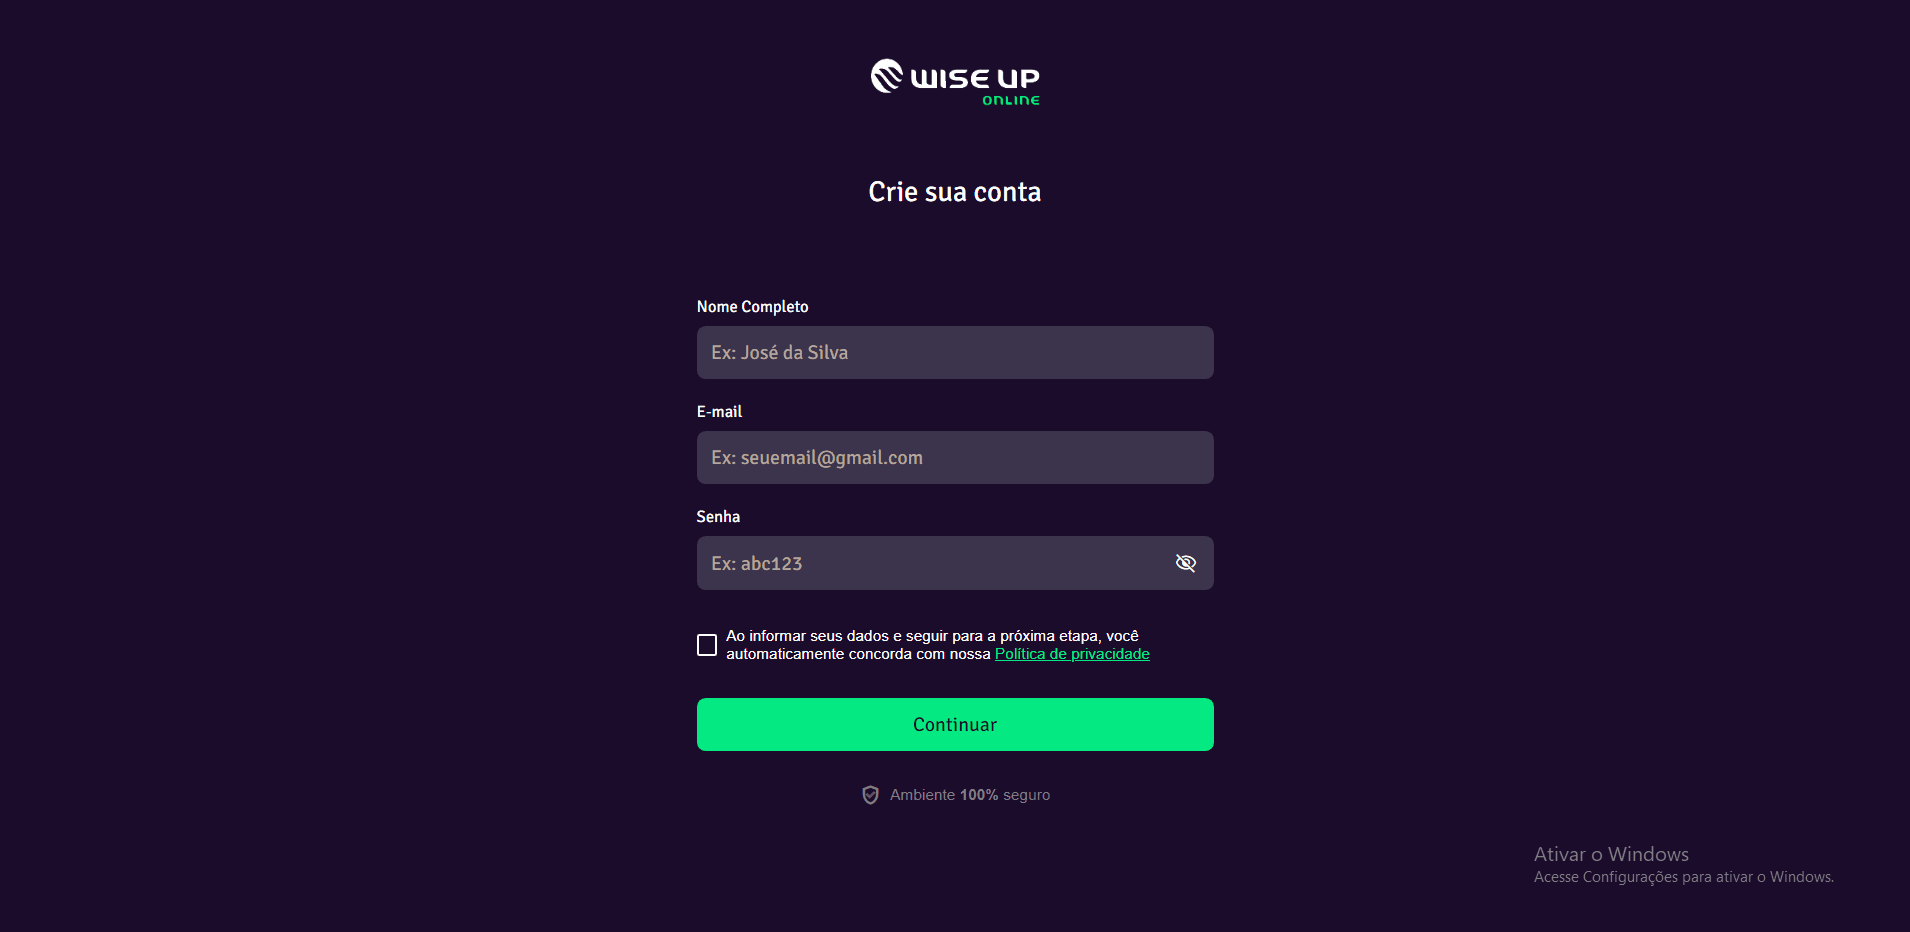 WISE UP
ONLINE
Crie sua conta
Nome Completo
Ex: José da Silva
E-mail
Ex: seuemail@gmail.com
Senha
Ex: abc123
Ao informar seus dados e seguir para a próxima etapa, você
automaticamente concorda com nossa Política de privacidade
Continuar
Ambiente 100% seguro
Ativar o Windows
Acesse Configurações para ativar o Windows.